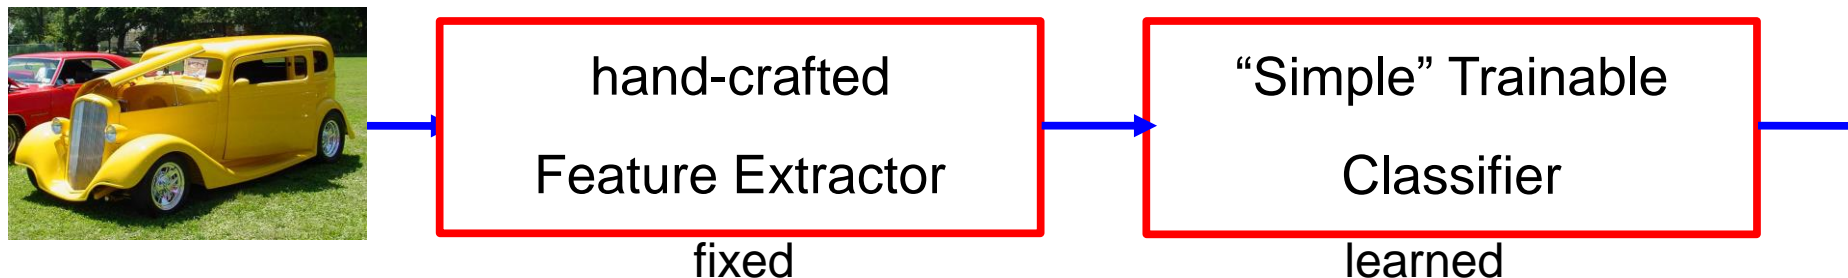 hand-crafted
Feature Extractor
fixed
“Simple” Trainable
Classifier
learned